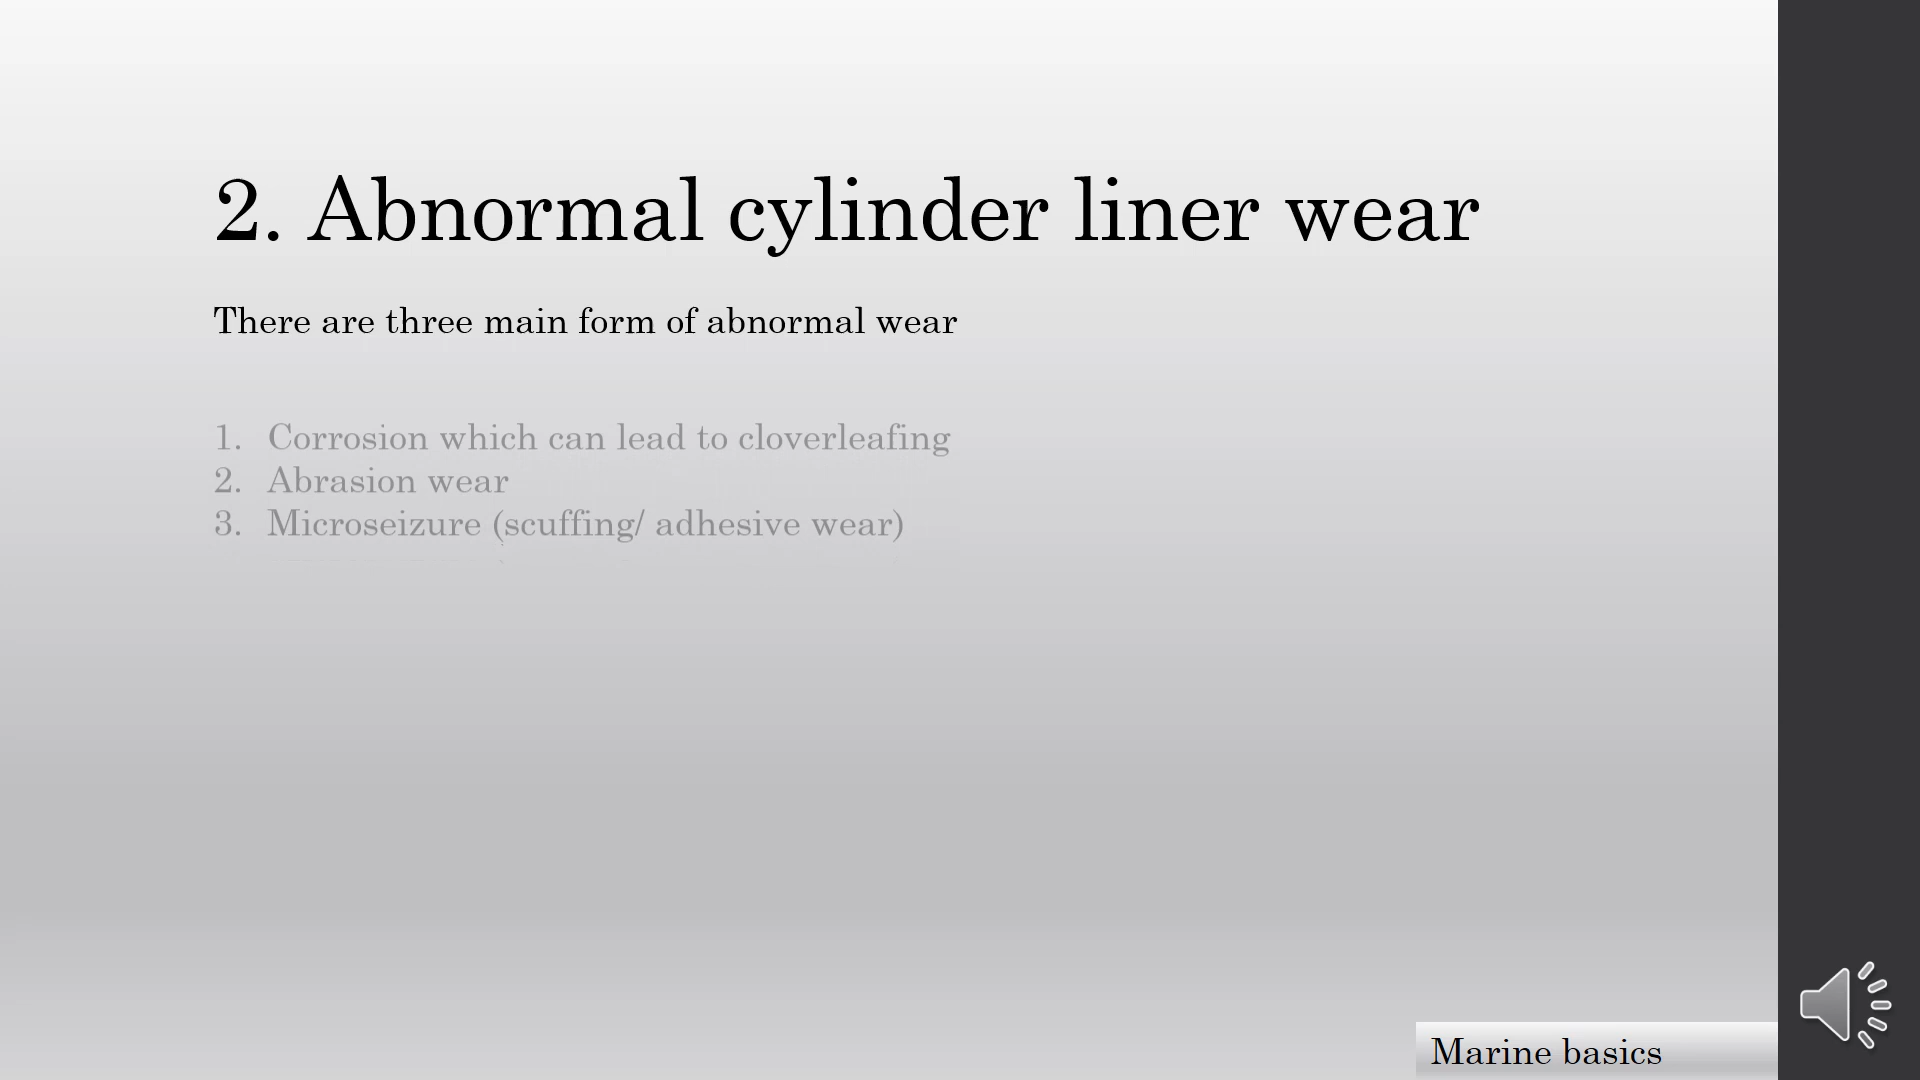 2. Abnormal cylinder liner wear
There are three main form of abnormal wear
1. Corrosion which can lead to cloverleafing
2. Abrasion wear
3. Microseizure (scuffing/ adhesive wear)
Marine basics